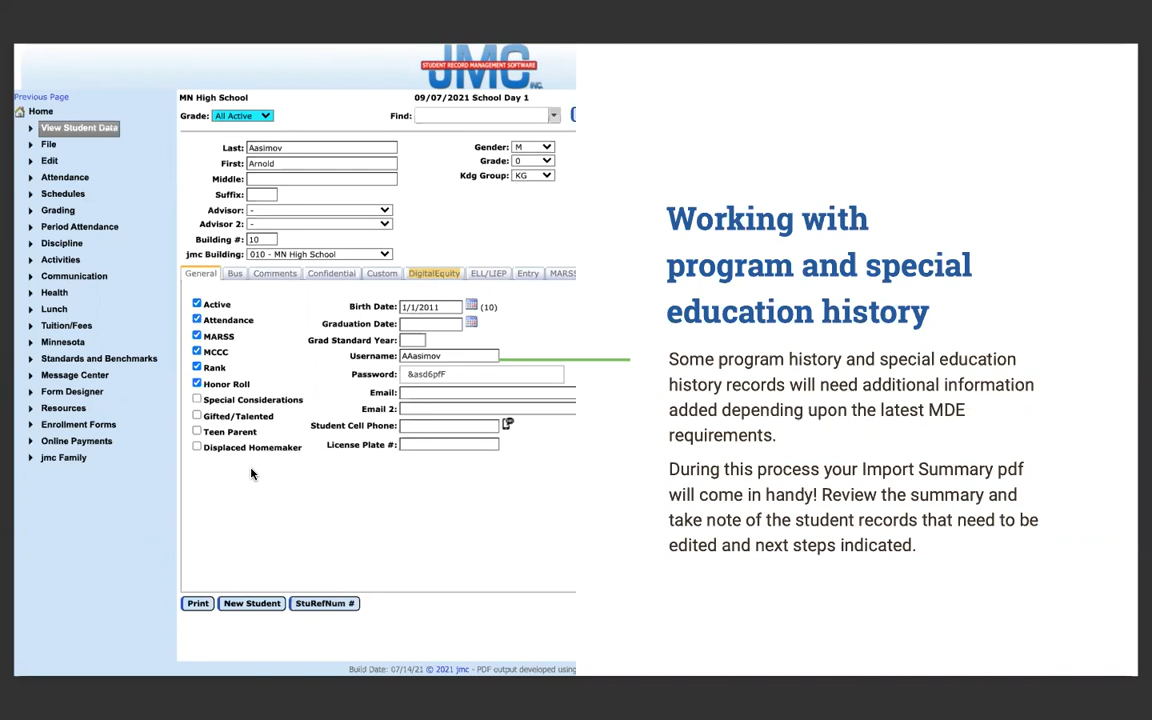 JMC
STUDENT RECORD MANAGEMENT SOFTWARE
INC.
Previous Page
Home
View Student Data
File
Edit
Attendance
Schedules
Grading
Period Attendance
Discipline
Activities
Communication
Health
Lunch
Tuition/Fees
Minnesota
Standards and Benchmarks
Message Center
Form Designer
Resources
Enrollment Forms
Online Payments
jmc Family
MN High School 09/07/2021 School Day 1
Grade: All Active Find:
Last: Aasimov Gender: M
First: Arnold Grade: 0
Middle: Kdg Group: KG
Suffix:
Advisor: -
Advisor 2: -
Building #: 10
jmc Building: 010 - MN High School
General Bus Comments Confidential Custom DigitalEquity ELL/LIEP Entry MARSS
Active Birth Date: 1/1/2011 (10)
Attendance Graduation Date:
MARSS Grad Standard Year:
MCCC Username: AAasimov
Rank Password: &asd6pfF
Honor Roll Email:
Special Considerations Email 2:
Gifted/Talented Student Cell Phone:
Teen Parent License Plate #:
Displaced Homemaker
Print New Student StuRefNum #
Build Date: 07/14/21 © 2021 jmc - PDF output developed using
Working with
program and special
education history
Some program history and special education
history records will need additional information
added depending upon the latest MDE
requirements.
During this process your Import Summary pdf
will come in handy! Review the summary and
take note of the student records that need to be
edited and next steps indicated.